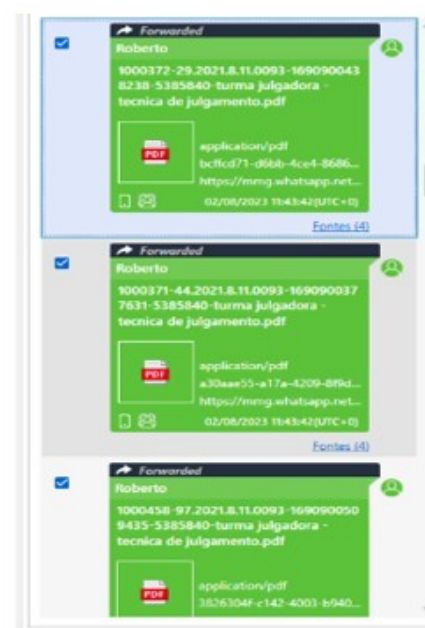 Forwarded
Roberto
1000372-29.2021.8.11.0093-169090043
8238-5385840-turma julgadora -
tecnica de julgamento.pdf
PDF
application/pdf
bcffcd71-d6bb-4ce4-8686...
https://mmg.whatsapp.net...
02/08/2023 11:43:42(UTC+0)
Fontes (4)
Forwarded
Roberto
1000371-44.2021.8.11.0093-169090037
7631-5385840-turma julgadora -
tecnica de julgamento.pdf
PDF
application/pdf
a30aae55-a17a-4209-8f9d...
https://mmg.whatsapp.net...
02/08/2023 11:43:42(UTC+0)
Fontes (4)
Forwarded
Roberto
1000458-97.2021.8.11.0093-169090050
9435-5385840-turma julgadora -
tecnica de julgamento.pdf
PDF
application/pdf
3826304f-c142-4003-b940...